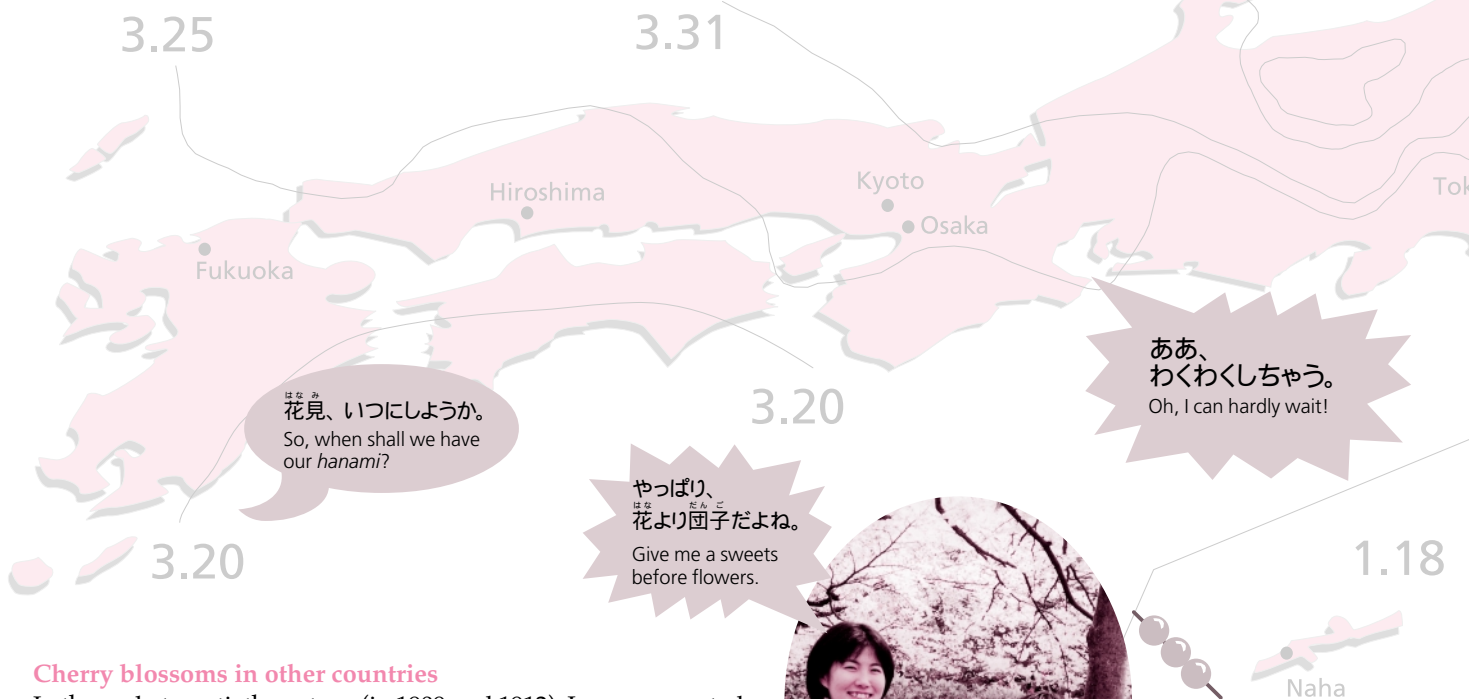 3.25
3.31
Hiroshima
Kyoto
Osaka
Tok
Fukuoka
ああ、
わくわくしちゃう。
Oh, I can hardly wait!
はな み
花見、いつにしようか。
So, when shall we have
our hanami?
3.20
やっぱり、
はな だん ご
花より団子だよね。
Give me a sweets
before flowers.
3.20
1.18
Naha
Cherry blossoms in other countries